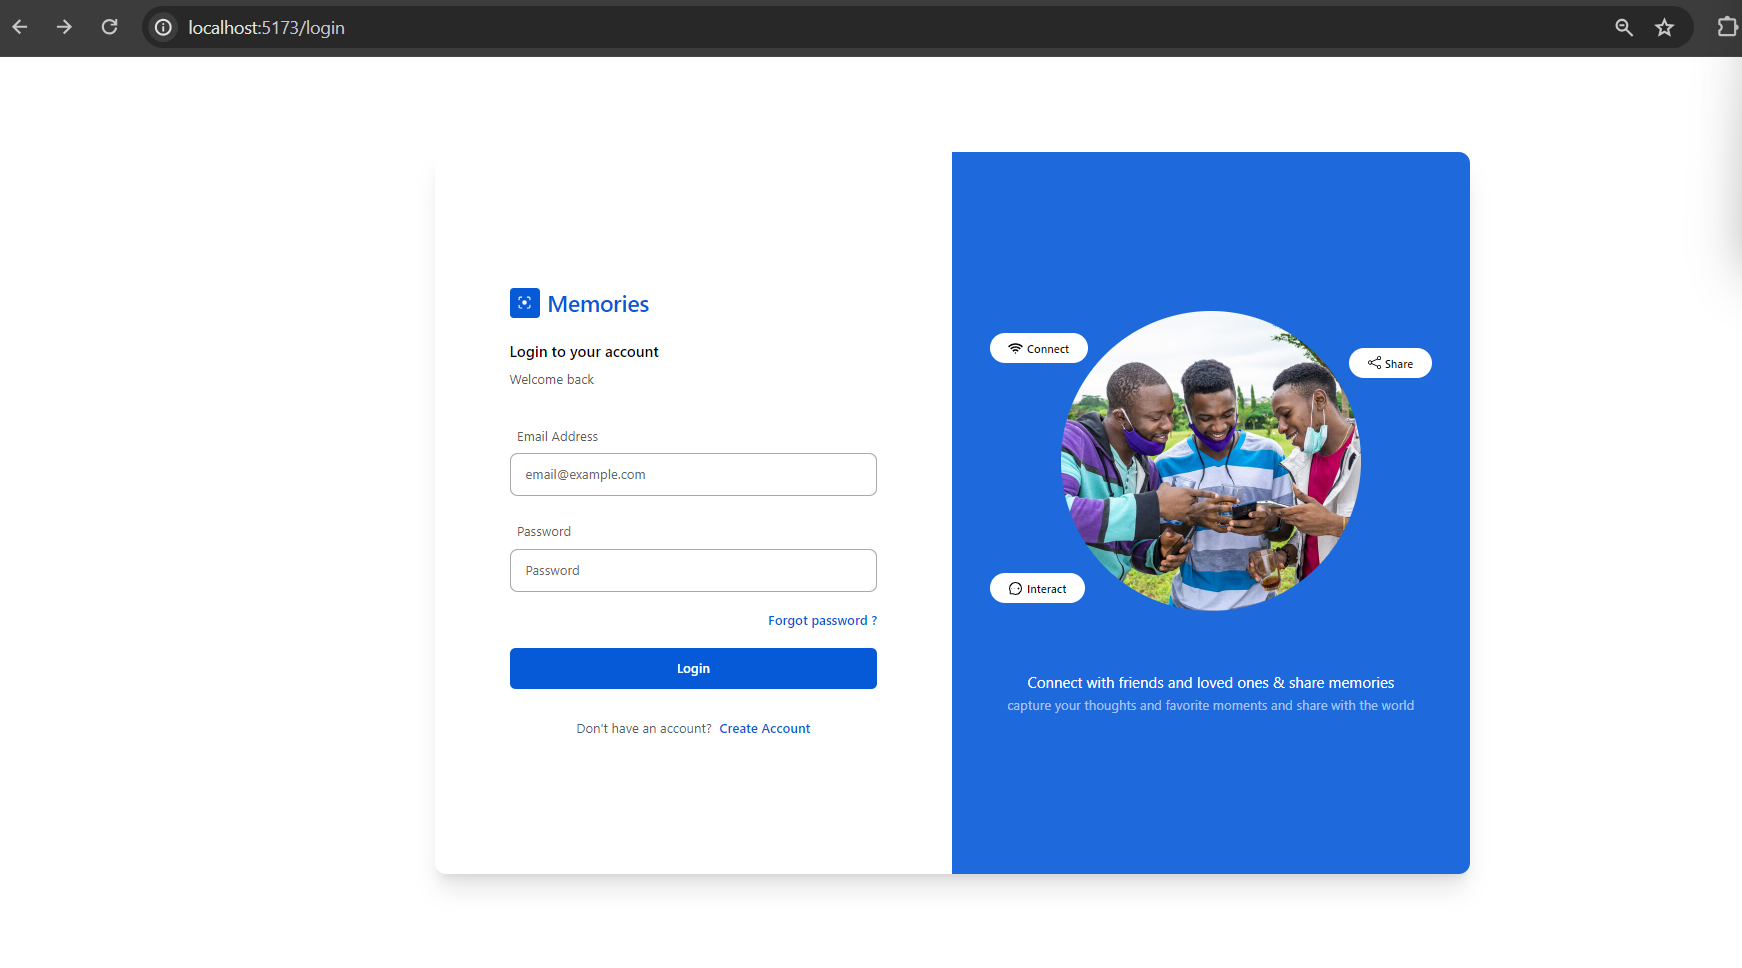 localhost:5173/login
Memories
Login to your account
Welcome back
Email Address
email@example.com
Password
Password
Forgot password ?
Login
Don't have an account? Create Account
Connect
Share
Interact
Connect with friends and loved ones & share memories
capture your thoughts and favorite moments and share with the world